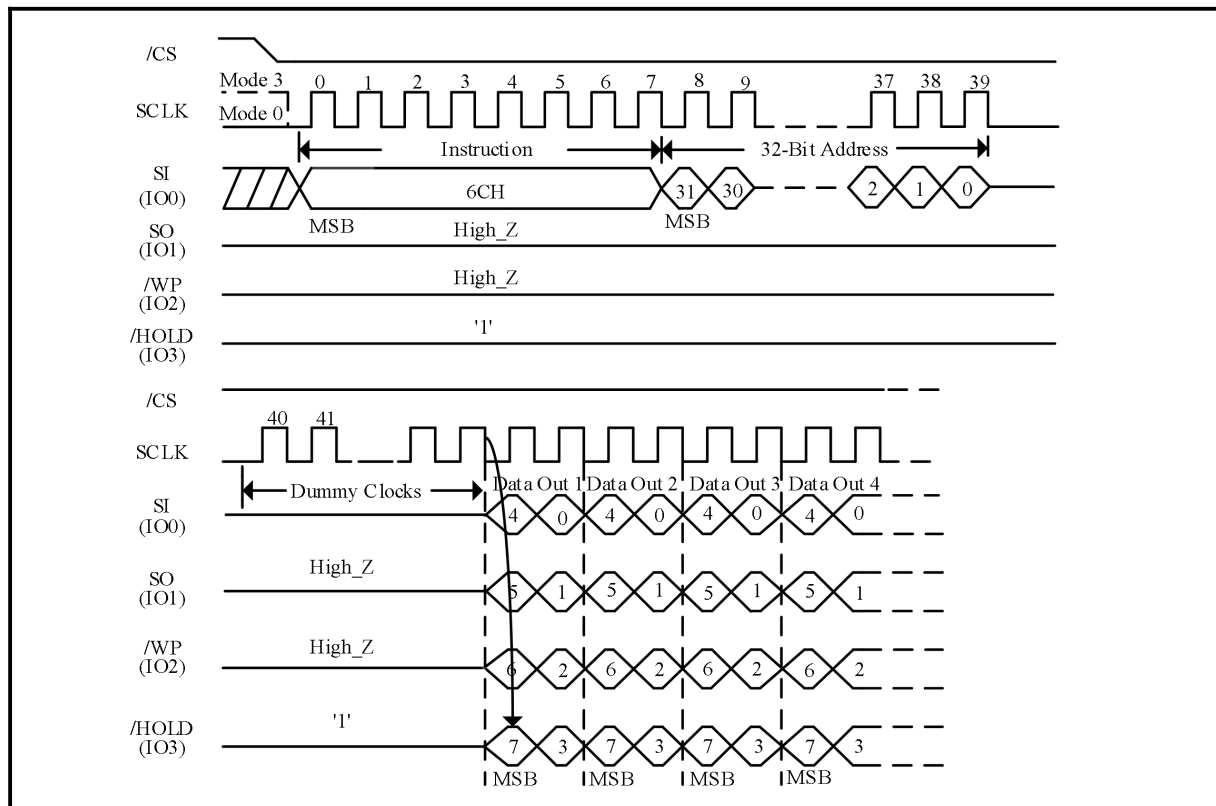 /CS
Mode 3 0 1 2 3 4 5 6 7 8 9 37 38 39
SCLK
Mode 0
Instruction 32-Bit Address
SI
(IO0)
6CH 31 30 2 1 0
MSB MSB
SO
(IO1)
High_Z
/WP
(IO2)
High_Z
/HOLD
(IO3)
'1'
/CS
40 41
SCLK
Dummy Clocks Data Out 1 Data Out 2 Data Out 3 Data Out 4
SI
(IO0)
4 0 4 0 4 0 4 0
SO
(IO1)
High_Z
5 1 5 1 5 1 5 1
/WP
(IO2)
High_Z
6 2 6 2 6 2 6 2
/HOLD
(IO3)
'1'
7 3 7 3 7 3 7 3
MSB MSB MSB MSB